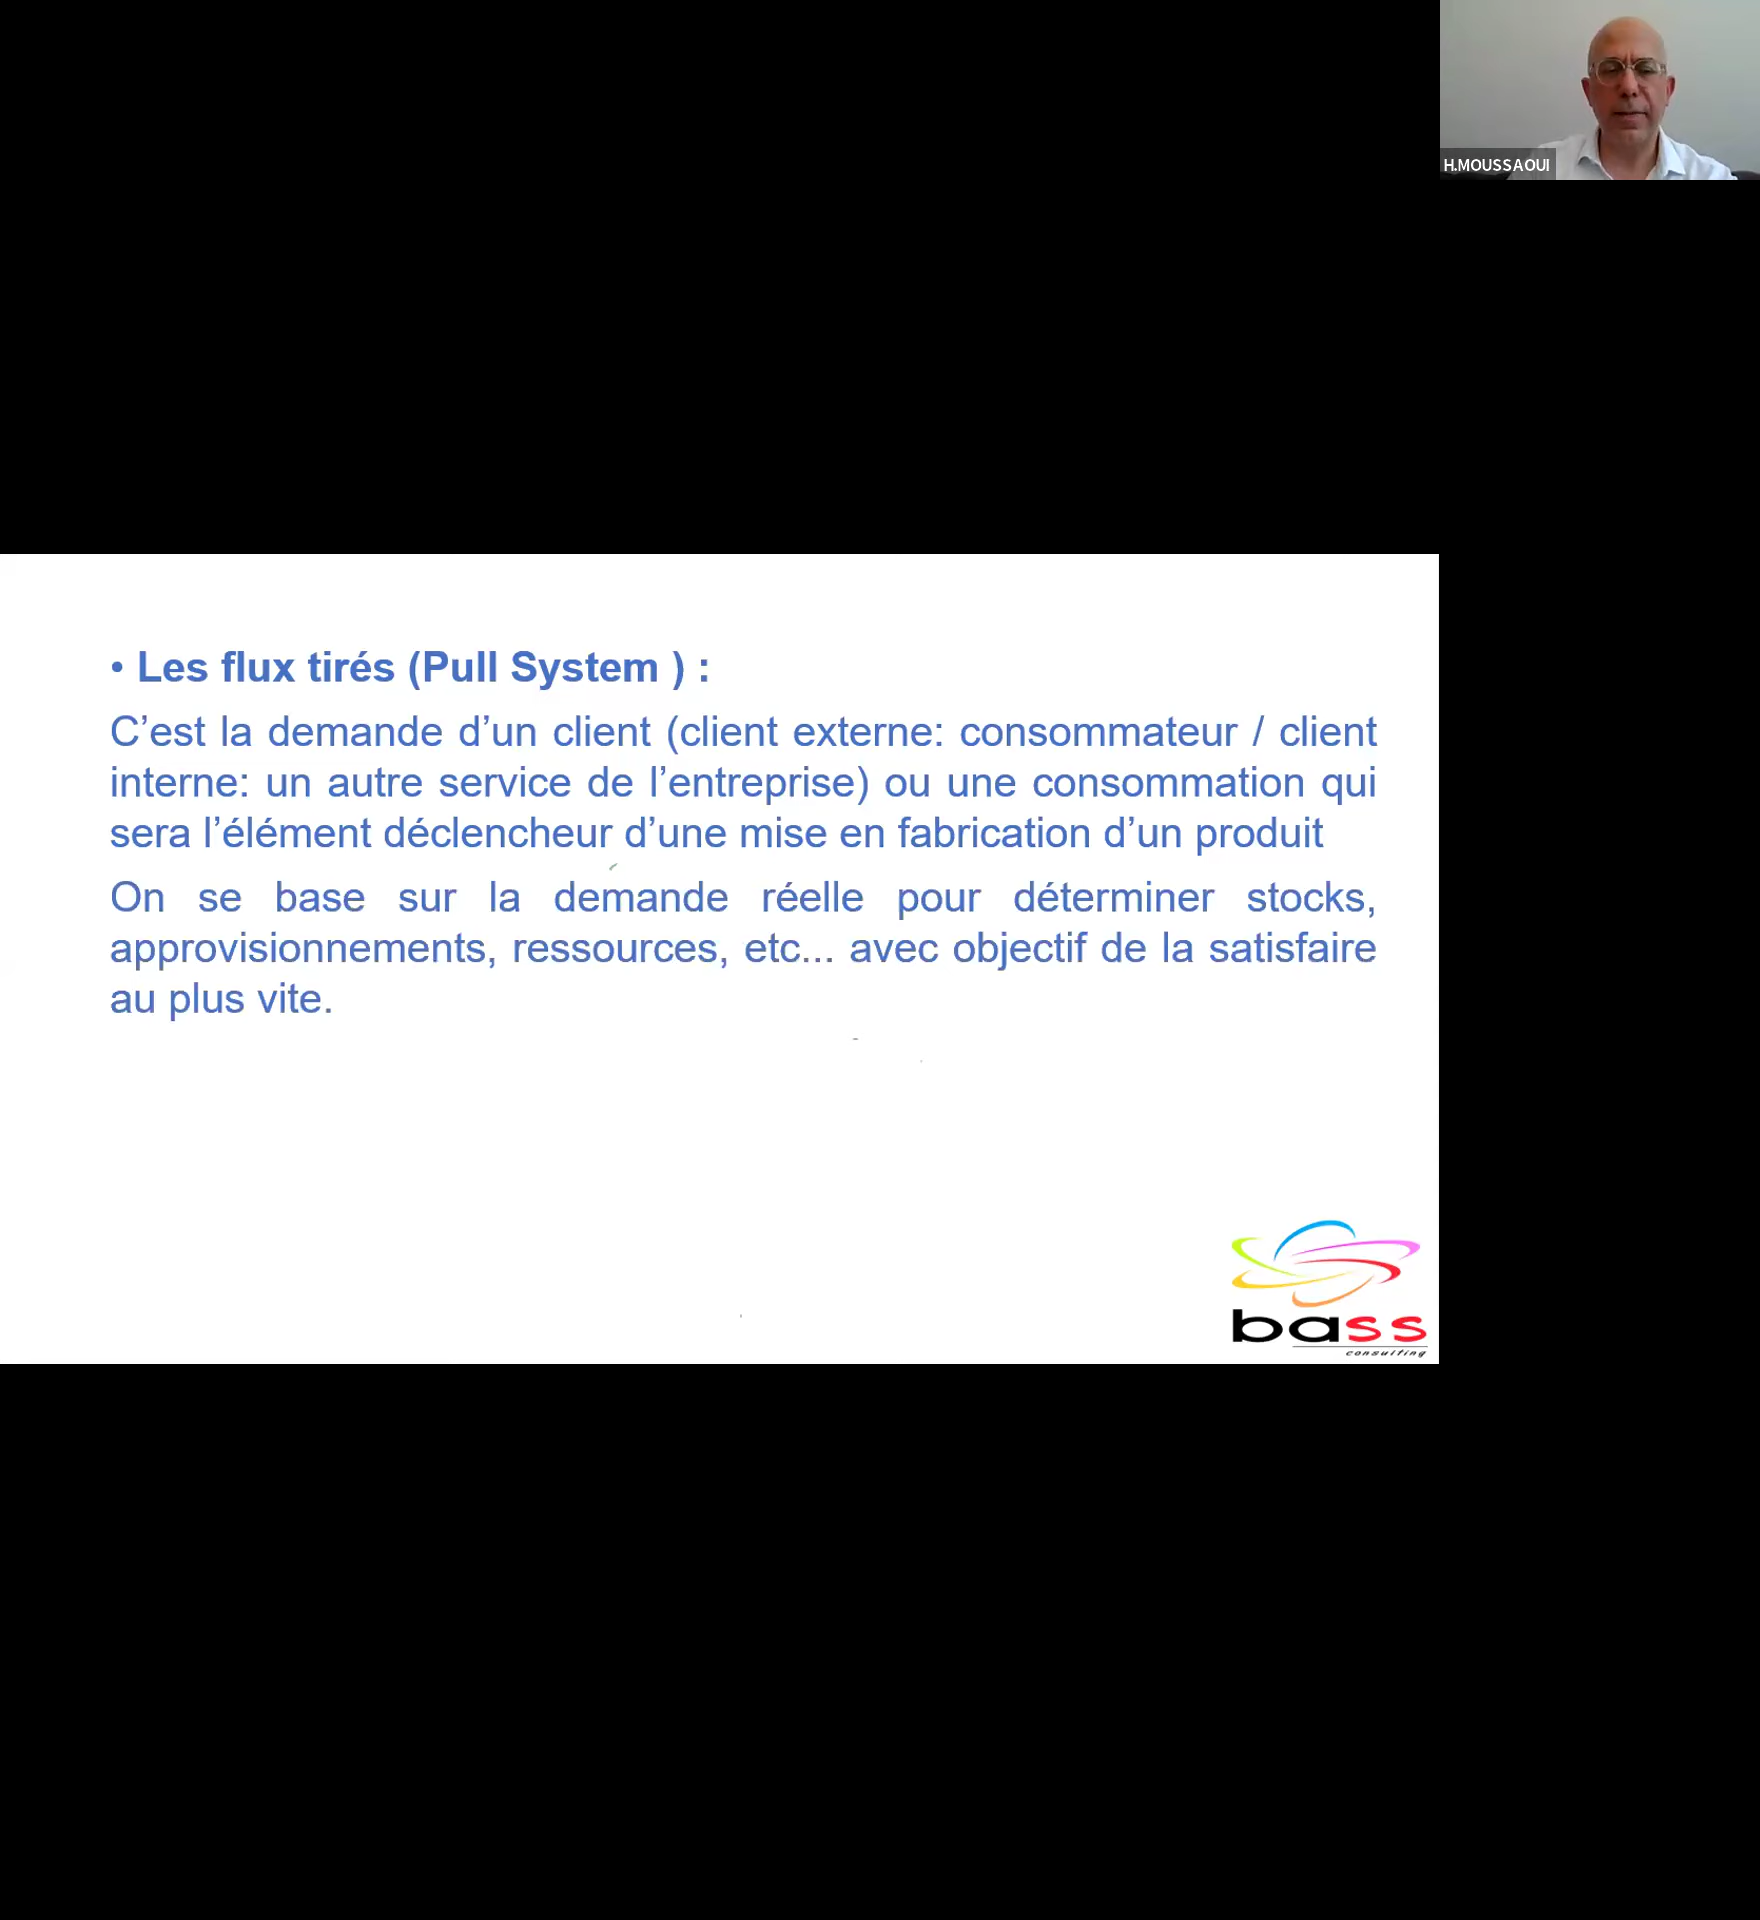 H.MOUSSAOUI
• Les flux tirés (Pull System ) :
C’est la demande d’un client (client externe: consommateur / client
interne: un autre service de l’entreprise) ou une consommation qui
sera l’élément déclencheur d’une mise en fabrication d’un produit
On se base sur la demande réelle pour déterminer stocks,
approvisionnements, ressources, etc... avec objectif de la satisfaire
au plus vite.
bass
consulting